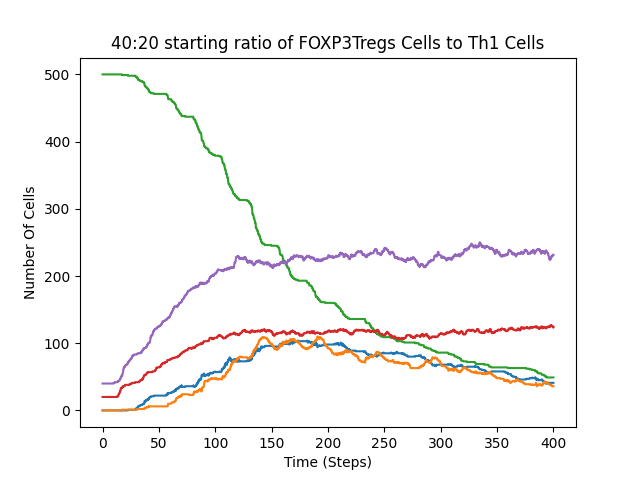 40:20 starting ratio of FOXP3Tregs Cells to Th1 Cells
500
400
300
200
100
0
Number Of Cells
0 50 100 150 200 250 300 350 400
Time (Steps)